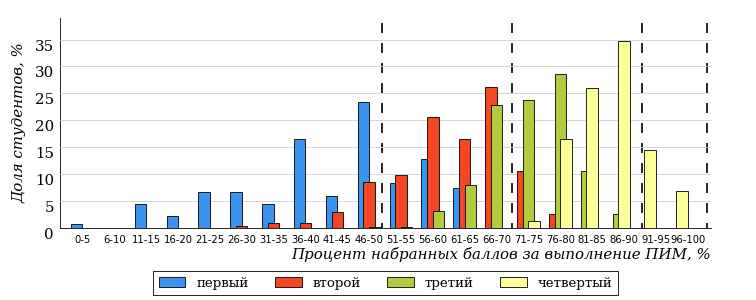 Доля студентов, %
35
30
25
20
15
10
5
0
0-5 6-10 11-15 16-20 21-25 26-30 31-35 36-40 41-45 46-50 51-55 56-60 61-65 66-70 71-75 76-80 81-85 86-90 91-95 96-100
Процент набранных баллов за выполнение ПИМ, %
первый второй третий четвертый